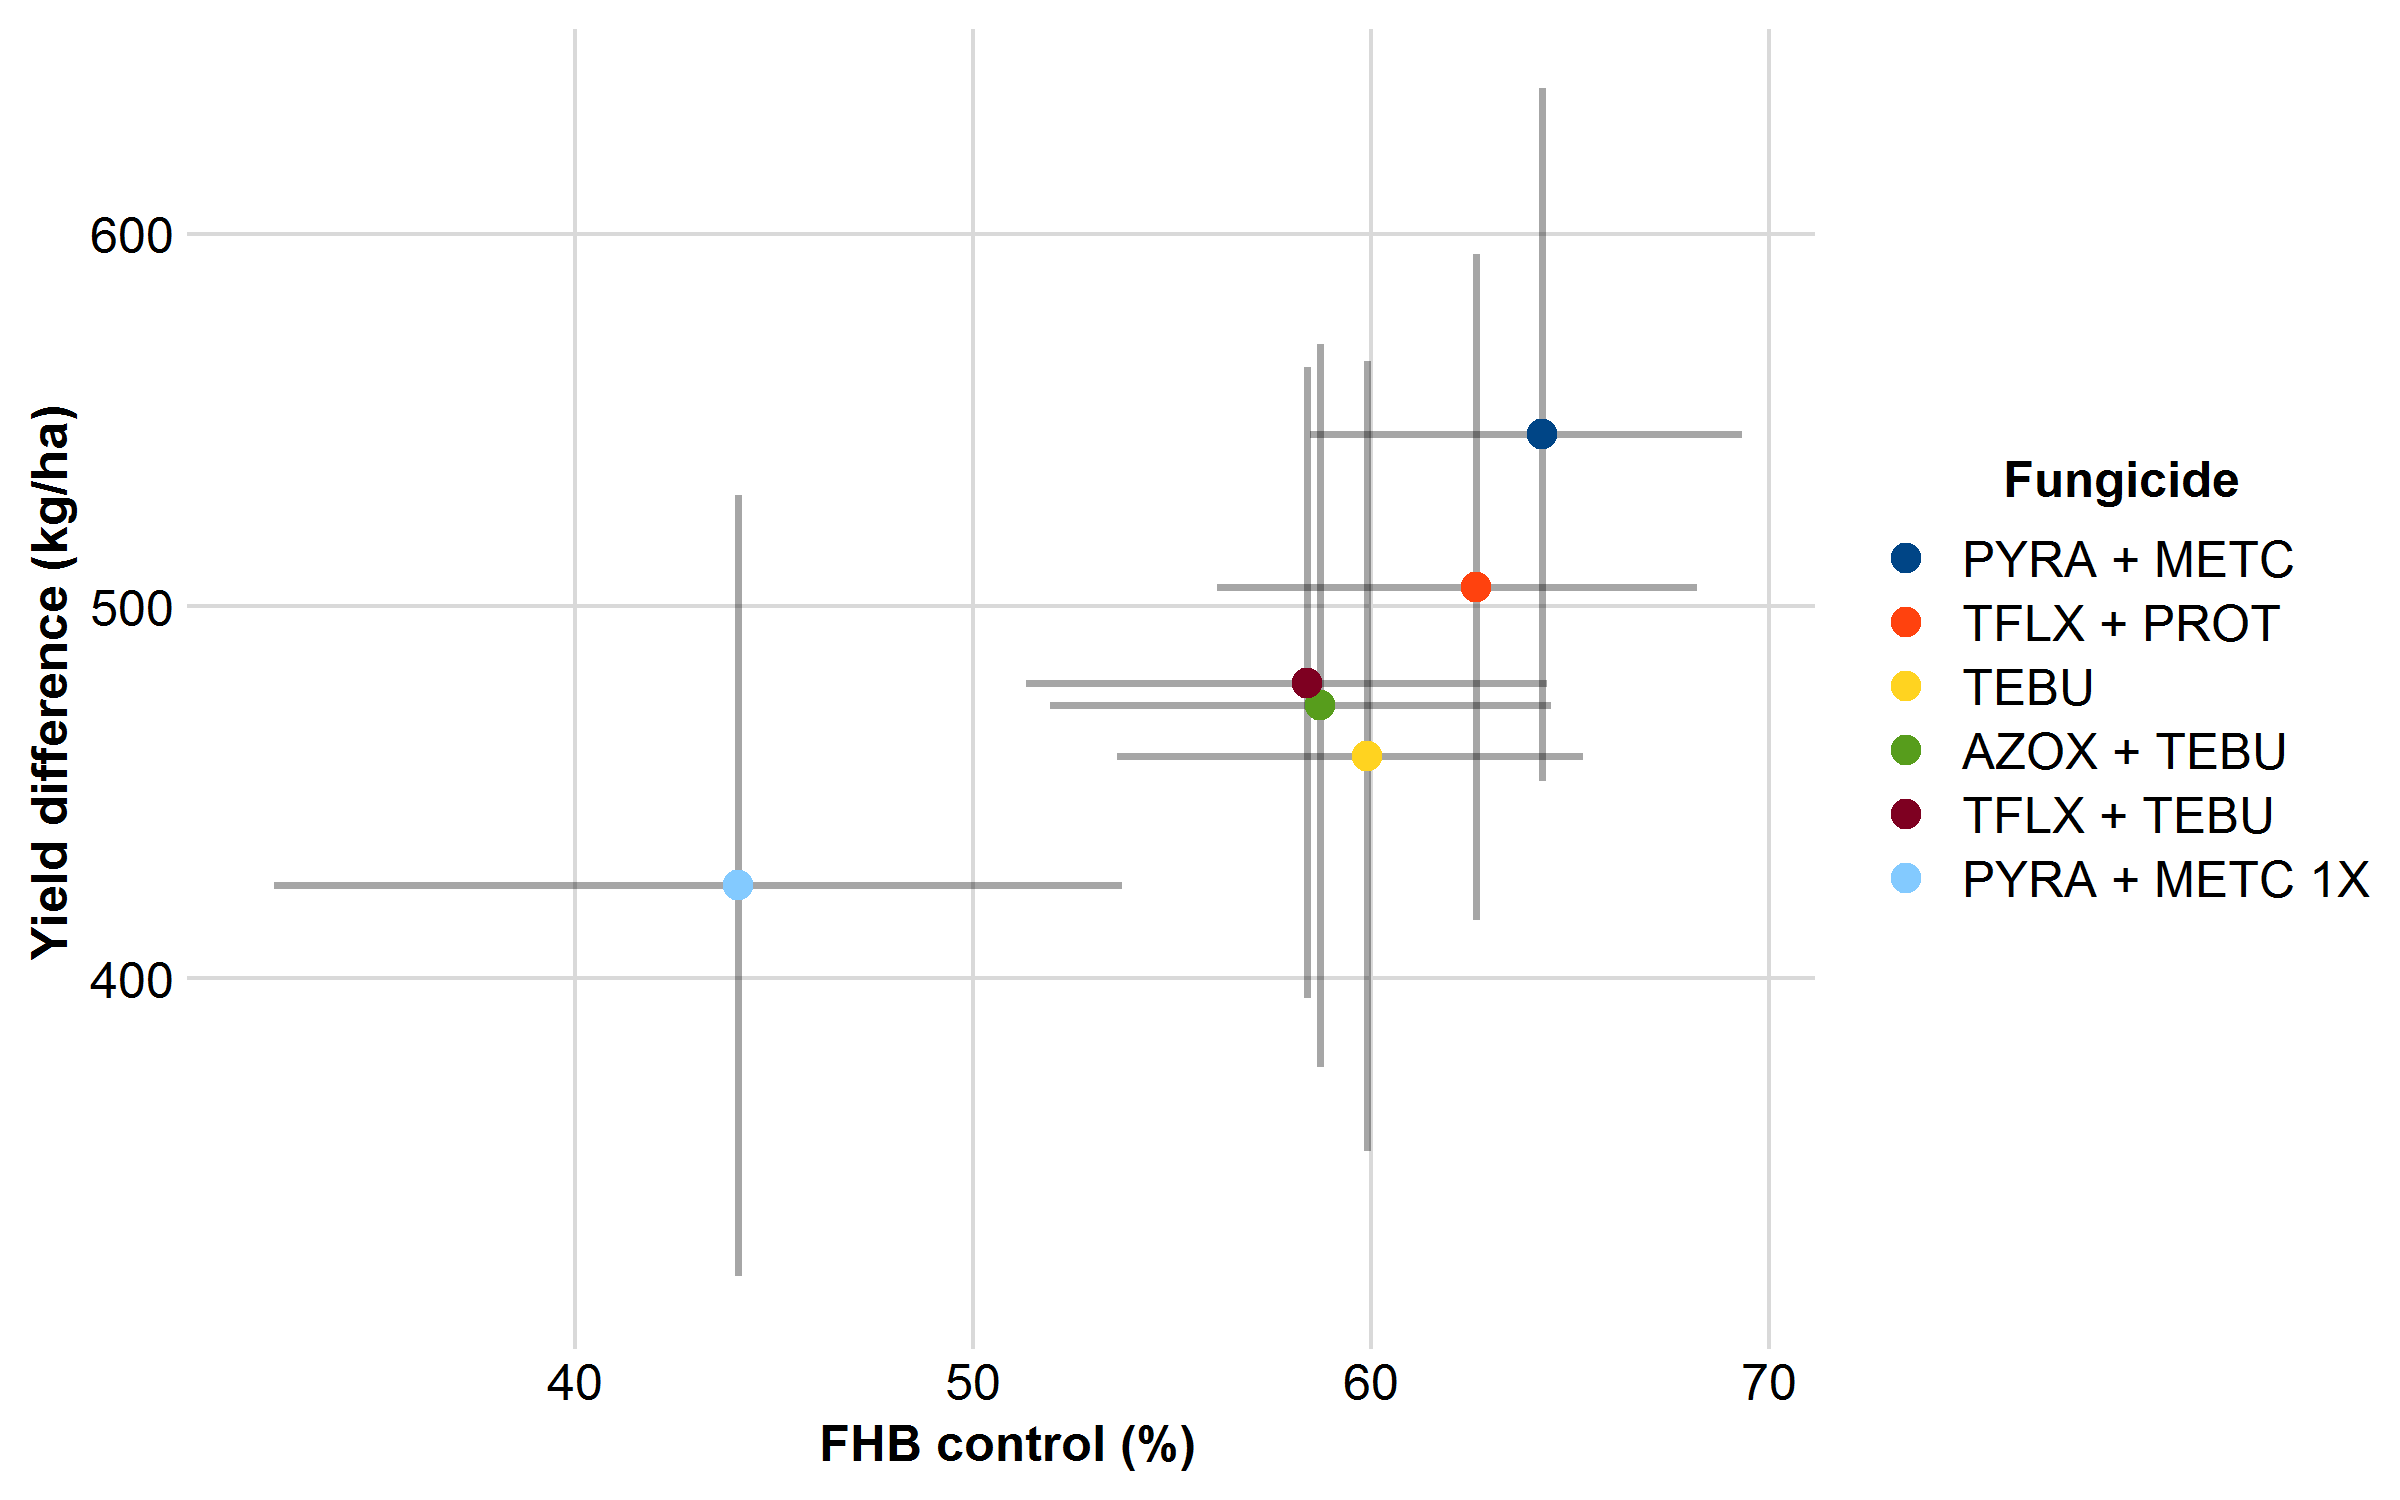 600
500
400
Yield difference (kg/ha)
40 50 60 70
FHB control (%)
Fungicide
PYRA + METC
TFLX + PROT
TEBU
AZOX + TEBU
TFLX + TEBU
PYRA + METC 1X